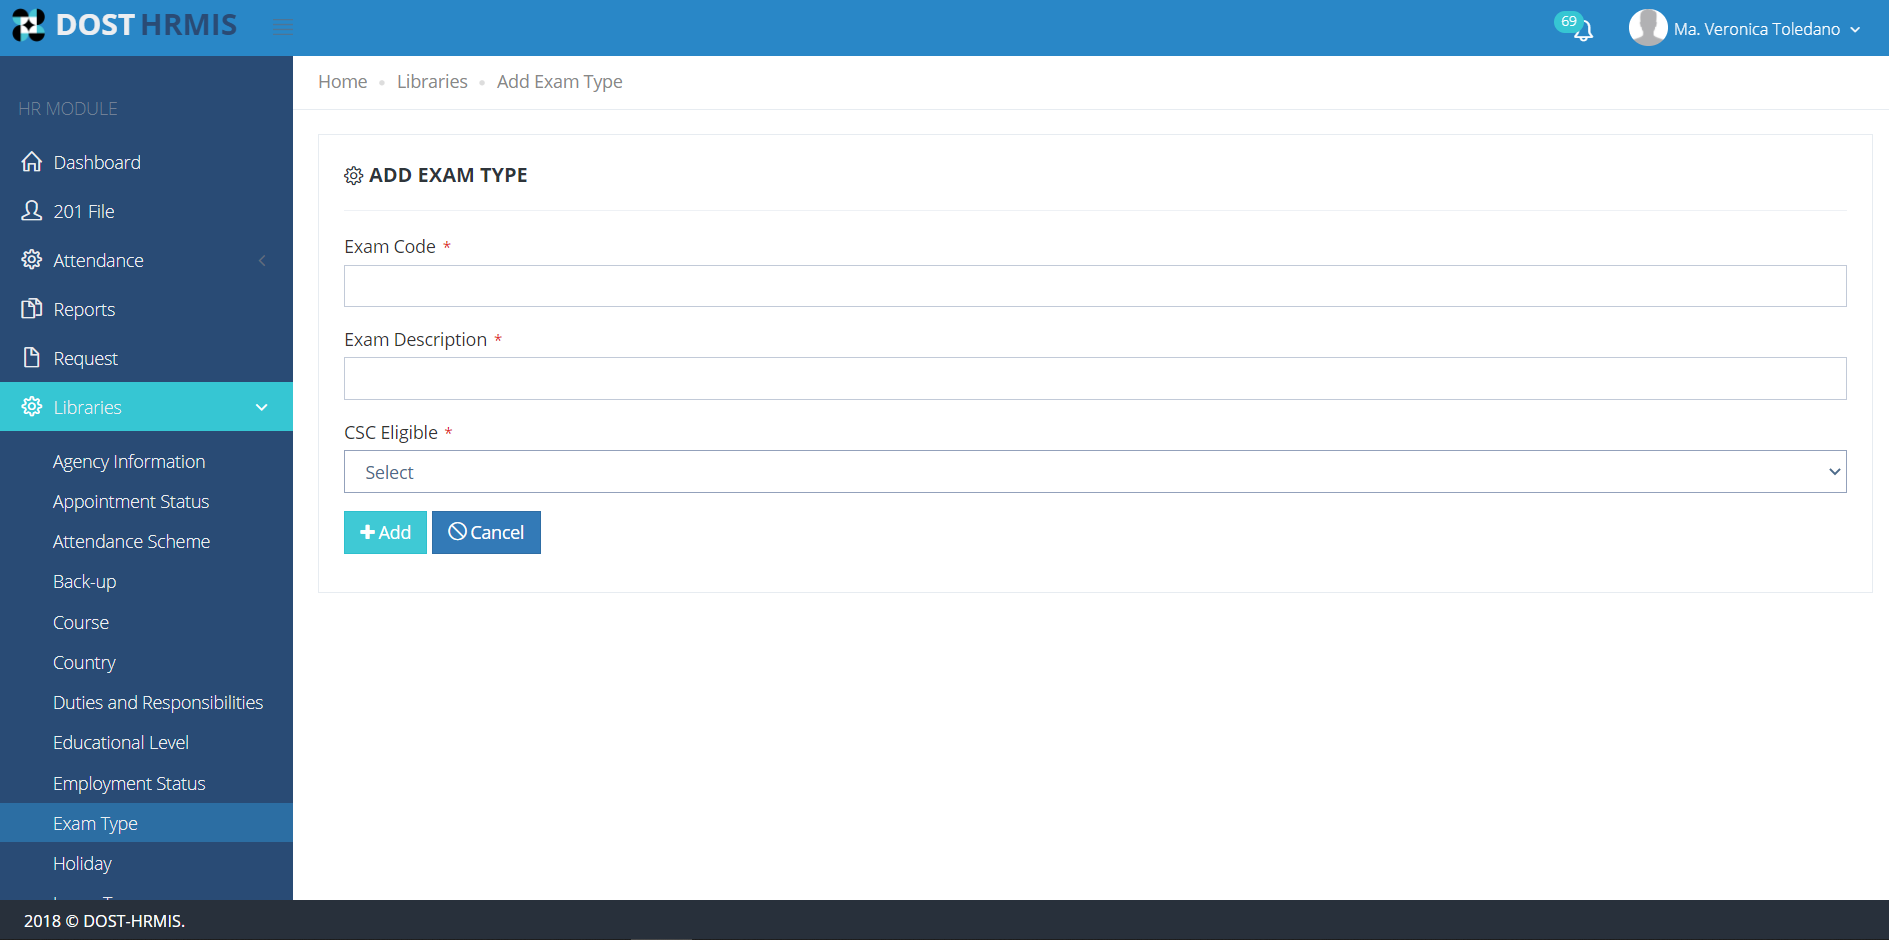 DOST HRMIS
69
Ma. Veronica Toledano
HR MODULE
Dashboard
201 File
Attendance
Reports
Request
Libraries
Agency Information
Appointment Status
Attendance Scheme
Back-up
Course
Country
Duties and Responsibilities
Educational Level
Employment Status
Exam Type
Holiday
Home • Libraries • Add Exam Type
ADD EXAM TYPE
Exam Code *
Exam Description *
CSC Eligible *
Select
Add
Cancel
2018 © DOST-HRMIS.